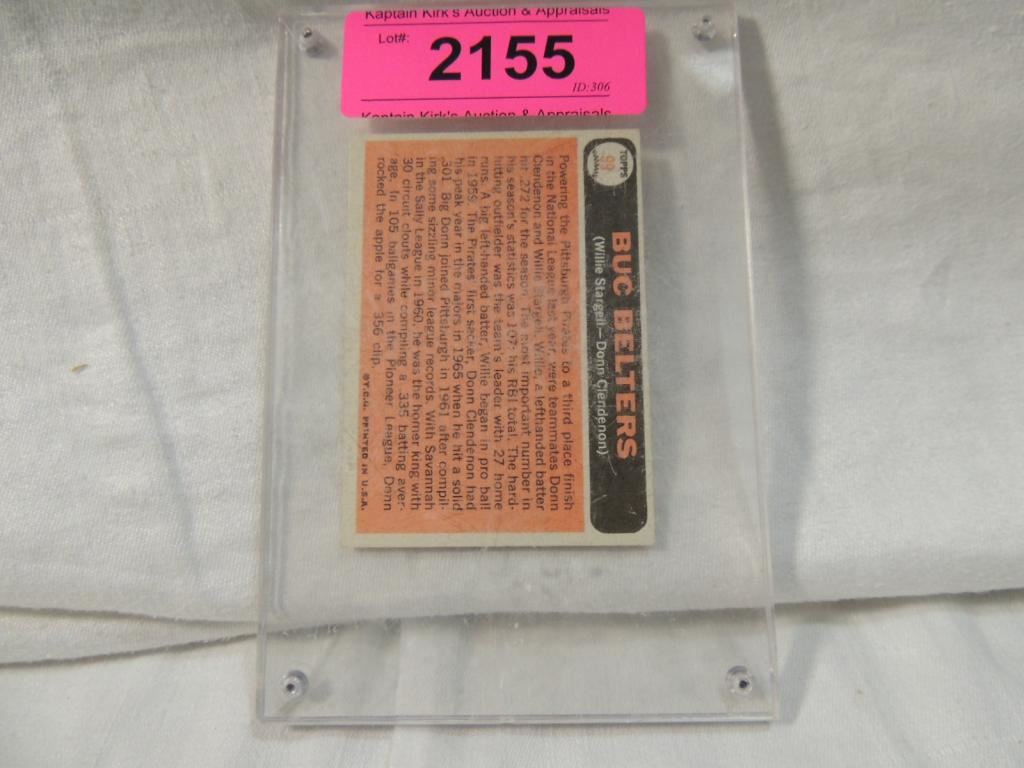 Kaptain Kirk's Auction & Appraisals
Lot#:
2155
ID:306
Kaptain Kirk's Auction & Appraisals
TOPPS
99
BUC BELTERS
(Willie Stargell — Donn Clendenon)
Powering the Pittsburgh Pirates to a third place finish
in the National League last year, were teammates Donn
Clendenon and Willie Stargell. Willie, a lefthanded batter
hit .272 for the season. The most important number in
his season's statistics was 107- his RBI total. The hard-
hitting outfielder was the team's leader with 27 home
runs. A big left-handed batter, Willie began in pro ball
in 1959. The Pirates' first sacker, Donn Clendenon had
his peak year in the majors in 1965 when he hit a solid
.301. Big Donn joined Pittsburgh in 1961 after compil-
ing some sizzling minor league records. With Savannah
in the Sally League in 1960, he was the homer king with
30 circuit clouts while compiling a .335 batting aver-
age. In 105 ballgames in the Pioneer League, Donn
rocked the apple for a .356 clip.
©T.C.G. PRINTED IN U.S.A.